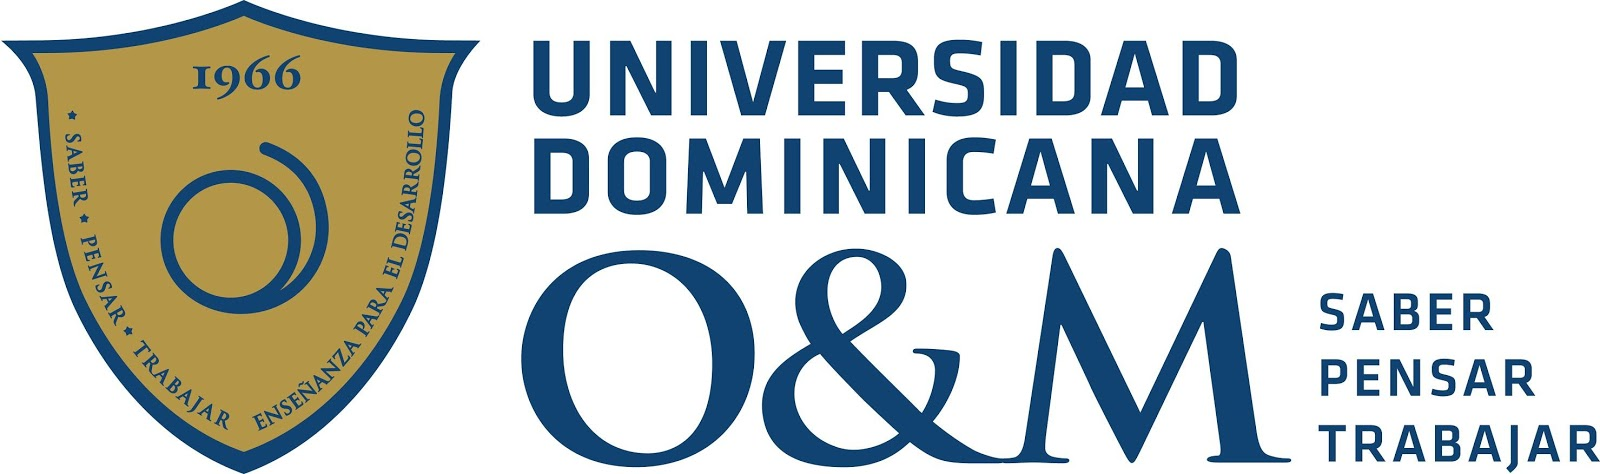 1966
★ SABER ★ PENSAR ★ TRABAJAR
ENSEÑANZA PARA EL DESARROLLO
UNIVERSIDAD
DOMINICANA
O&M
SABER
PENSAR
TRABAJAR